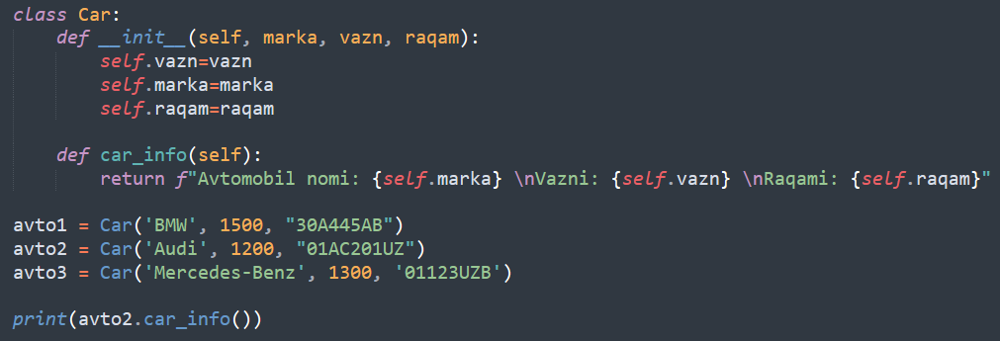 class Car:
    def __init__(self, marka, vazn, raqam):
        self.vazn=vazn
        self.marka=marka
        self.raqam=raqam

    def car_info(self):
        return f"Avtomobil nomi: {self.marka} \nVazni: {self.vazn} \nRaqami: {self.raqam}"

avto1 = Car('BMW', 1500, "30A445AB")
avto2 = Car('Audi', 1200, "01AC201UZ")
avto3 = Car('Mercedes-Benz', 1300, '01123UZB')

print(avto2.car_info())